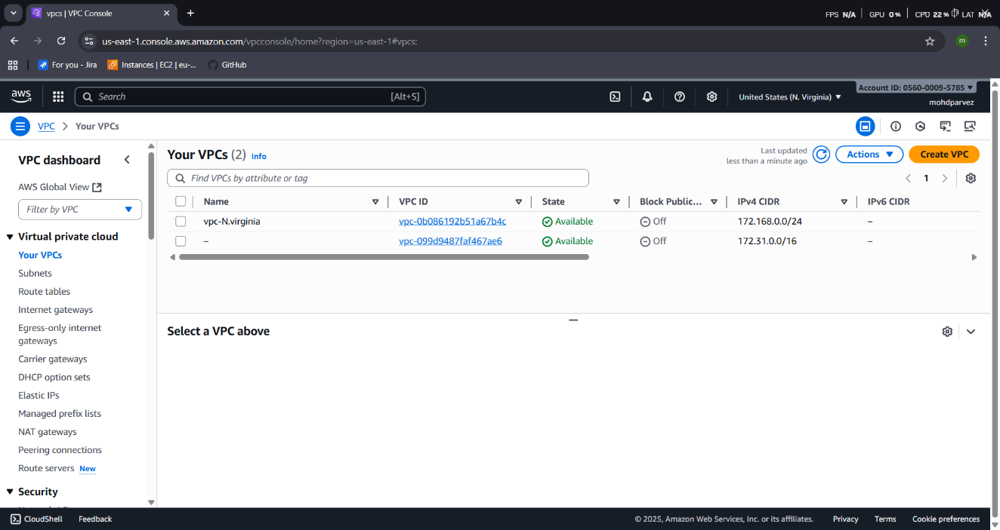 vpcs | VPC Console
FPS N/A GPU 0% CPU 22% LAT N/A
us-east-1.console.aws.amazon.com/vpcconsole/home?region=us-east-1#vpcs:
m
For you - Jira Instances | EC2 | eu-... GitHub
aws Search [Alt+S] United States (N. Virginia) ▼ Account ID: 0560-0009-5785 ▼
mohdparvez
VPC > Your VPCs
VPC dashboard
AWS Global View
Filter by VPC
Virtual private cloud
Your VPCs
Subnets
Route tables
Internet gateways
Egress-only internet
gateways
Carrier gateways
DHCP option sets
Elastic IPs
Managed prefix lists
NAT gateways
Peering connections
Route servers New
Security
Your VPCs (2) Info
Last updated
less than a minute ago
Actions ▼ Create VPC
Find VPCs by attribute or tag
1
Name VPC ID State Block Public... IPv4 CIDR IPv6 CIDR
vpc-N.virginia vpc-0b086192b51a67b4c Available Off 172.168.0.0/24 –
– vpc-099d9487faf467ae6 Available Off 172.31.0.0/16 –
Select a VPC above
CloudShell Feedback © 2025, Amazon Web Services, Inc. or its affiliates. Privacy Terms Cookie preferences